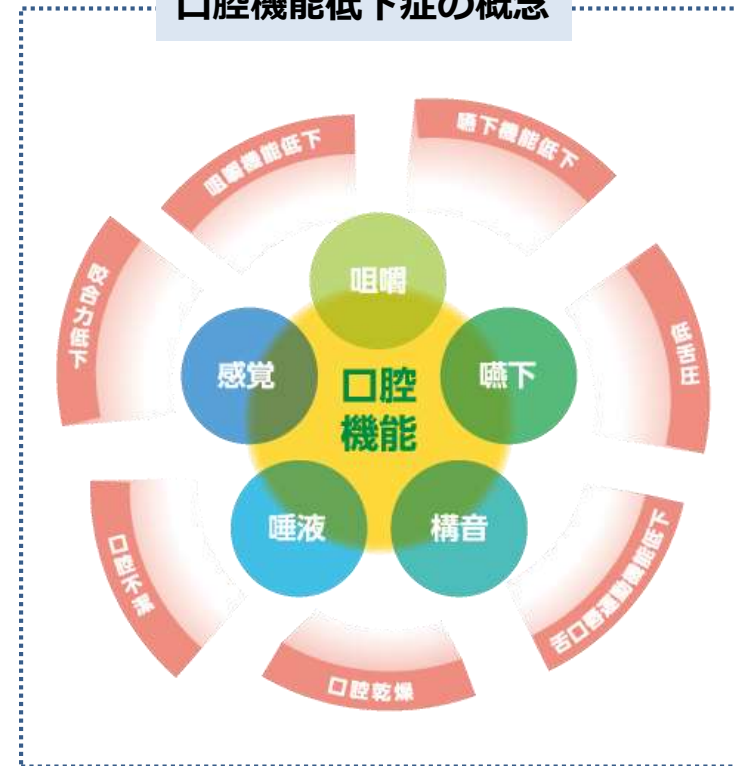 口腔機能低下症の概念
咀嚼機能低下
嚥下機能低下
咬合力低下
低舌圧
咀嚼
感覚
嚥下
口腔
機能
唾液
構音
口腔不潔
舌口唇運動機能低下
口腔乾燥